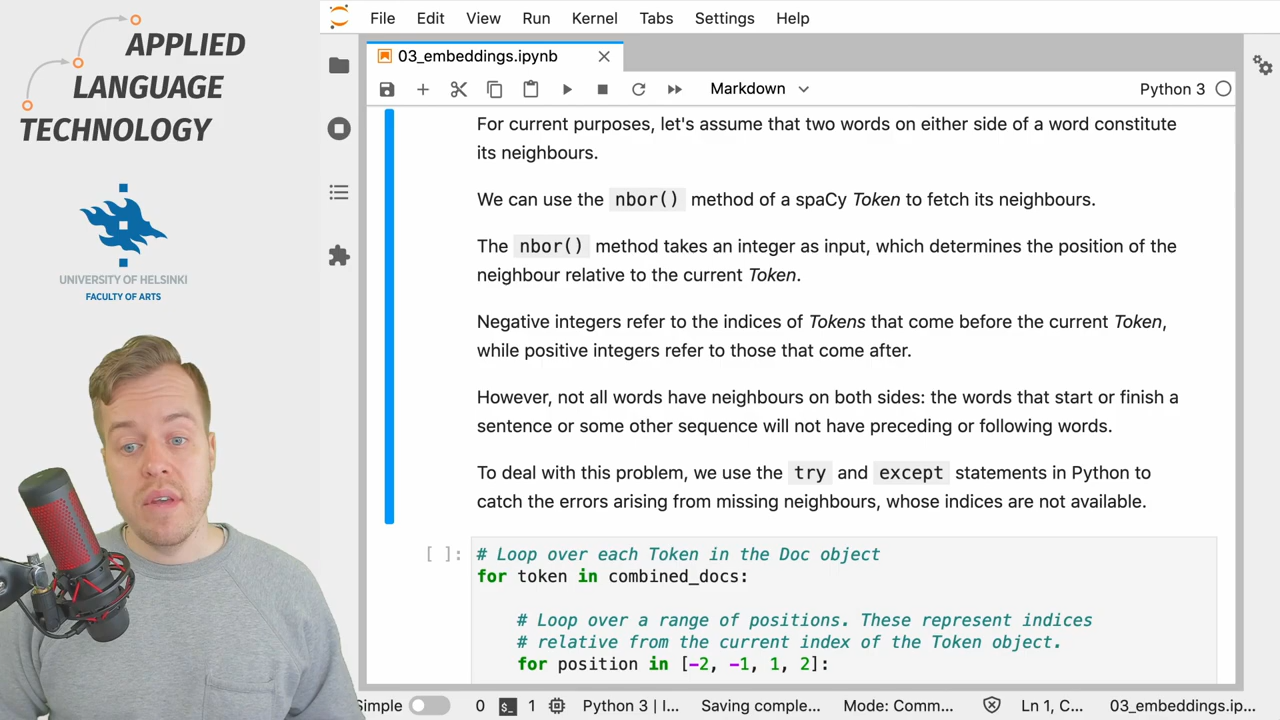 APPLIED
LANGUAGE
TECHNOLOGY
UNIVERSITY OF HELSINKI
FACULTY OF ARTS
File Edit View Run Kernel Tabs Settings Help
03_embeddings.ipynb
Markdown
Python 3
For current purposes, let's assume that two words on either side of a word constitute
its neighbours.
We can use the nbor() method of a spaCy Token to fetch its neighbours.
The nbor() method takes an integer as input, which determines the position of the
neighbour relative to the current Token.
Negative integers refer to the indices of Tokens that come before the current Token,
while positive integers refer to those that come after.
However, not all words have neighbours on both sides: the words that start or finish a
sentence or some other sequence will not have preceding or following words.
To deal with this problem, we use the try and except statements in Python to
catch the errors arising from missing neighbours, whose indices are not available.
[ ]: # Loop over each Token in the Doc object
for token in combined_docs:
# Loop over a range of positions. These represent indices
# relative from the current index of the Token object.
for position in [-2, -1, 1, 2]:
Simple 0 $_ 1 Python 3 | I... Saving comple... Mode: Comm... Ln 1, C... 03_embeddings.ip...